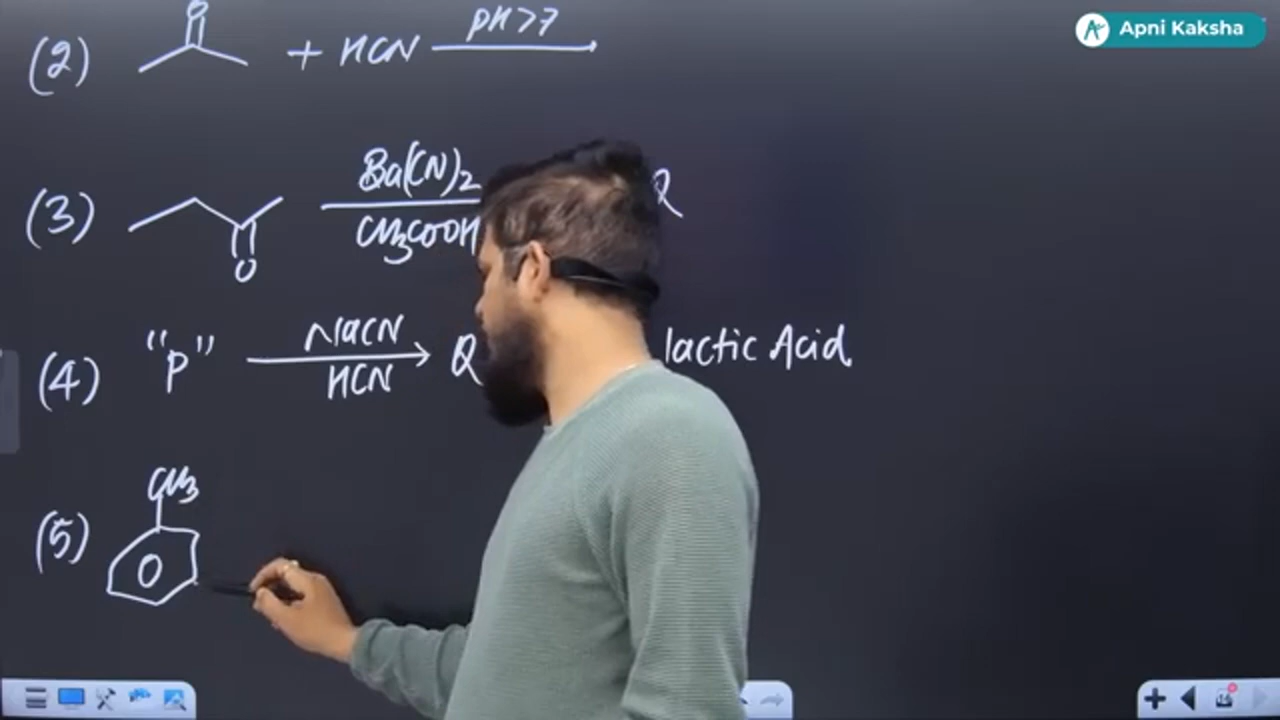 Apni Kaksha
(2) O + HCN pH>7
(3) O Ba(CN)2 CH3COOH Q
(4) "P" NaCN HCN Q lactic Acid
(5) CH3